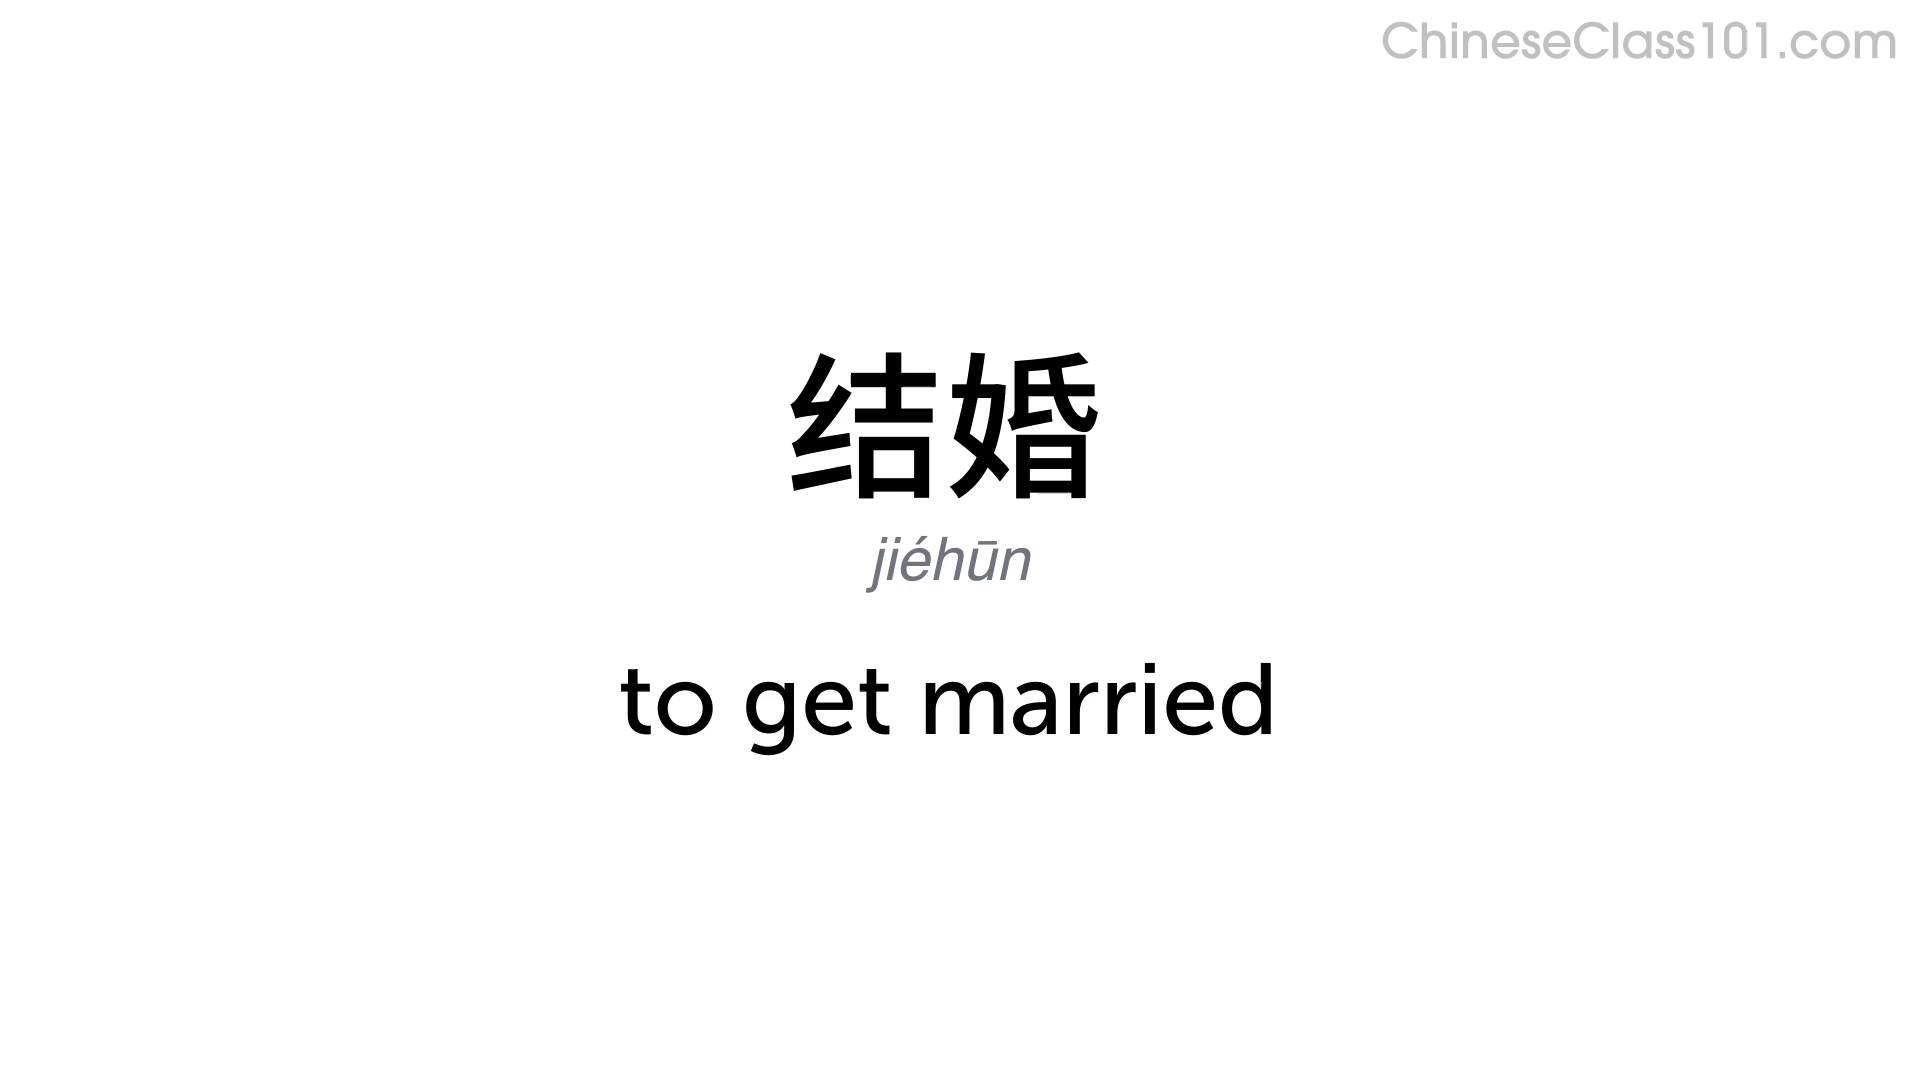 ChineseClass101.com
结婚
jiéhūn
to get married